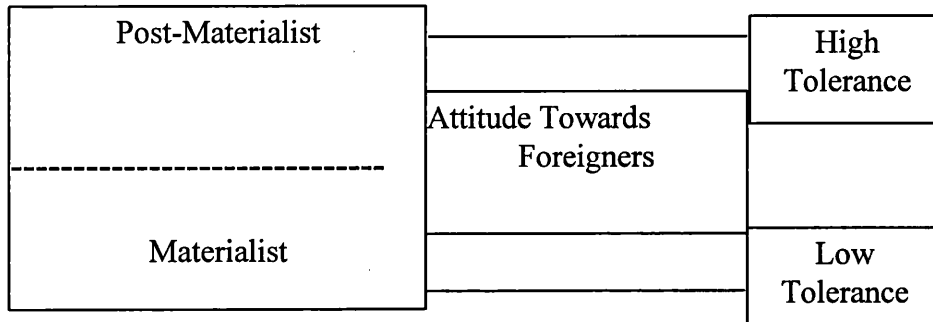 Post-Materialist
High
Tolerance
Attitude Towards
Foreigners
Materialist
Low
Tolerance